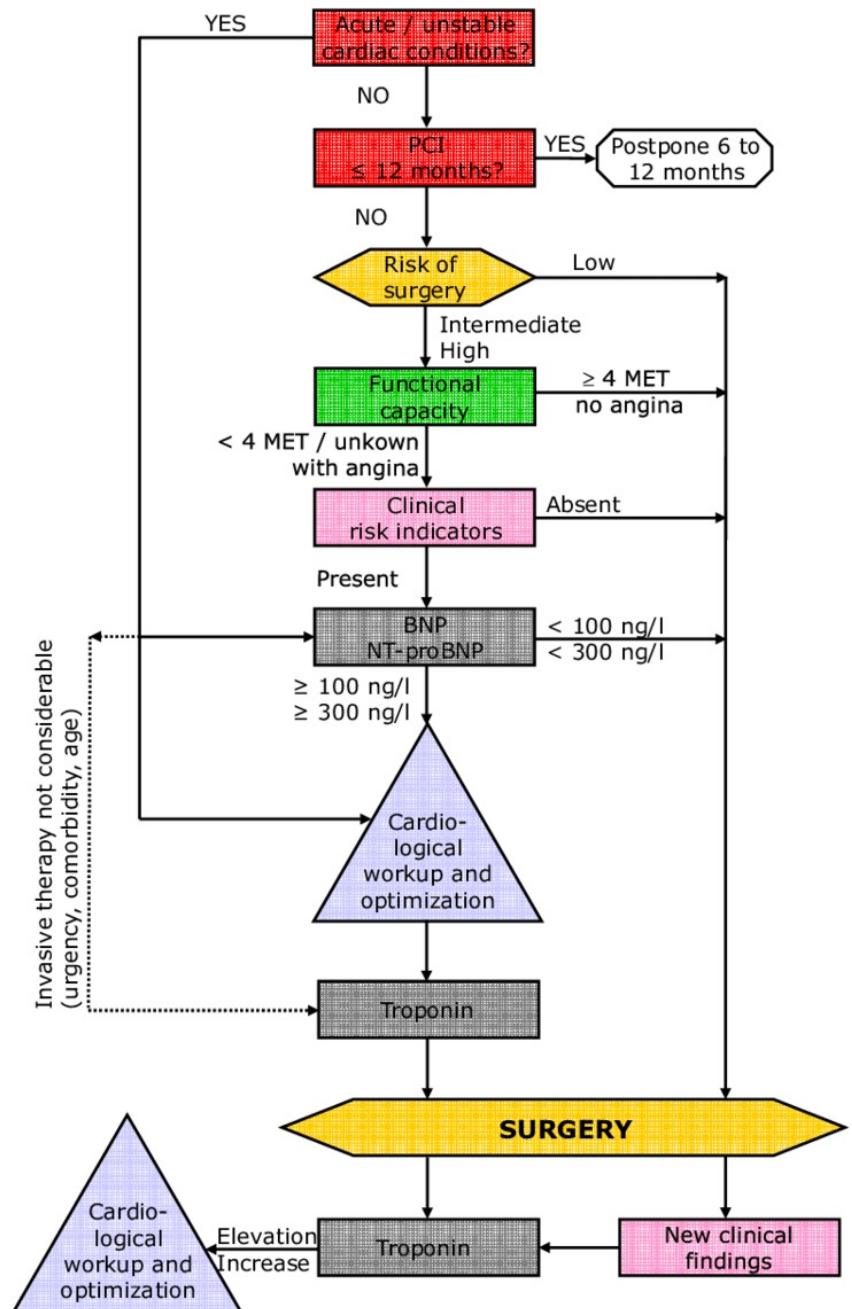 YES
Acute / unstable
cardiac conditions?
NO
PCI
≤ 12 months?
YES
Postpone 6 to
12 months
NO
Risk of
surgery
Low
Intermediate
High
Functional
capacity
≥ 4 MET
no angina
< 4 MET / unkown
with angina
Clinical
risk indicators
Absent
Present
BNP
NT-proBNP
< 100 ng/l
< 300 ng/l
≥ 100 ng/l
≥ 300 ng/l
Invasive therapy not considerable
(urgency, comorbidity, age)
Cardio-
logical
workup and
optimization
Troponin
SURGERY
Cardio-
logical
workup and
optimization
Elevation
Increase
Troponin
New clinical
findings